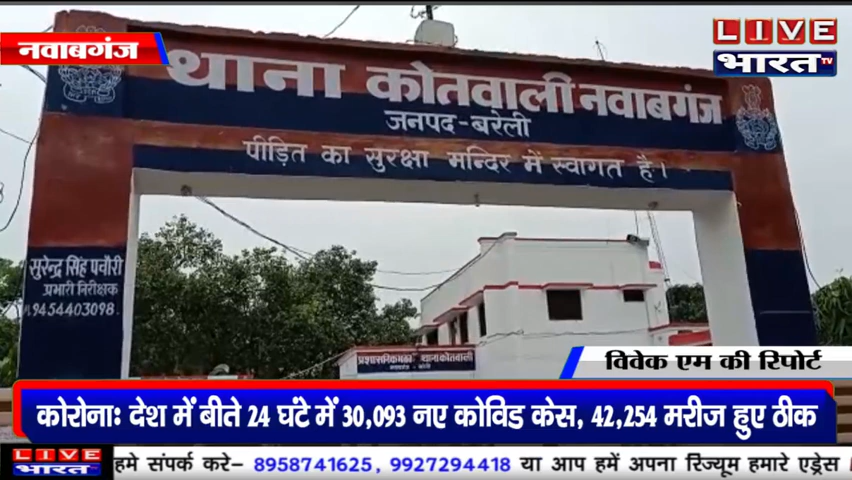 नवाबगंज
LIVE
भारत TV
थाना कोतवाली नवाबगंज
जनपद-बरेली
पीड़ित का सुरक्षा मन्दिर में स्वागत है।
सुरेन्द्र सिंह पचौरी
प्रभारी निरीक्षक
9454403098.
थाना कोतवाली
विवेक एम की रिपोर्ट
कोरोनाः देश में बीते 24 घंटे में 30,093 नए कोविड केस, 42,254 मरीज हुए ठीक
LIVE
भारत TV
हमे संपर्क करे– 8958741625, 9927294418 या आप हमें अपना रिज्यूम हमारे एड्रेस